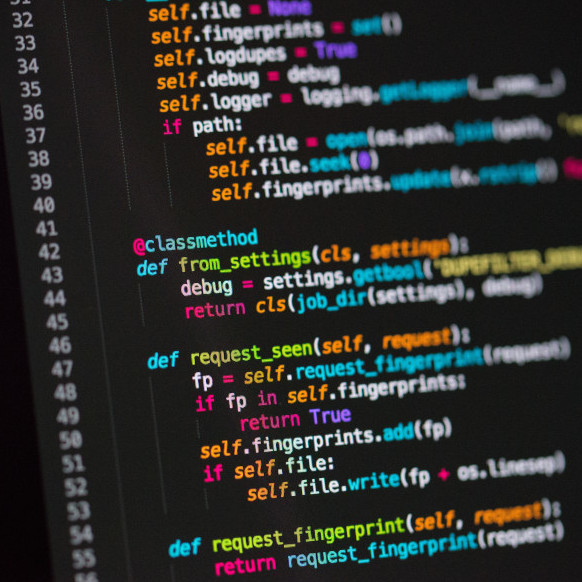 31
32 self.file = None
33 self.fingerprints = set()
34 self.logdupes = True
35 self.debug = debug
36 self.logger = logging.getLogger(__name__)
37 if path:
38 self.file = open(os.path.join(path,
39 self.file.seek(0)
40 self.fingerprints.update(x.rstrip()
41
42 @classmethod
43 def from_settings(cls, settings):
44 debug = settings.getbool("DUPEFILTER_DEBUG
45 return cls(job_dir(settings), debug)
46
47 def request_seen(self, request):
48 fp = self.request_fingerprint(request)
49 if fp in self.fingerprints:
50 return True
51 self.fingerprints.add(fp)
52 if self.file:
53 self.file.write(fp + os.linesep)
54
55 def request_fingerprint(self, request):
56 return request_fingerprint(request)